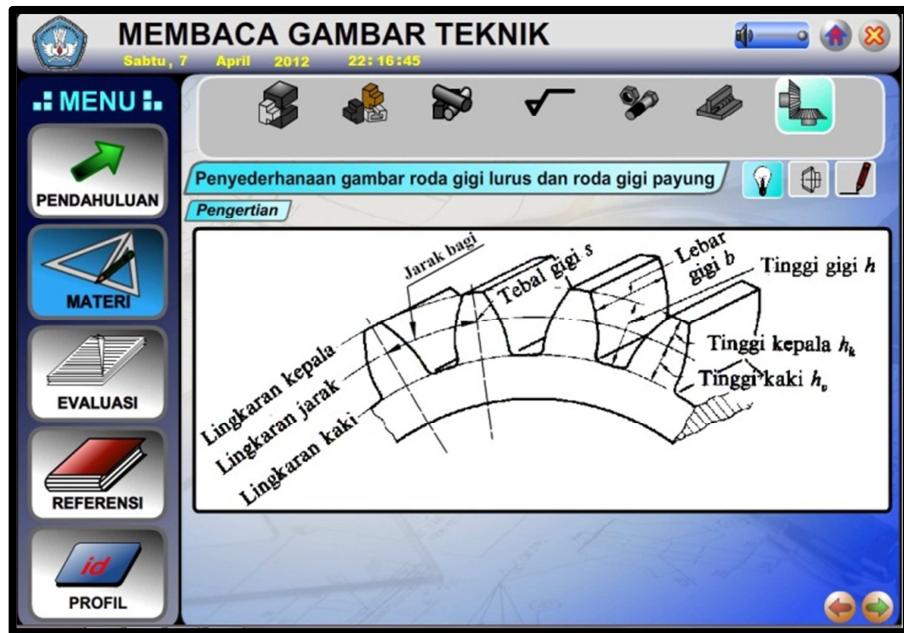 MEMBACA GAMBAR TEKNIK
Sabtu, 7 April 2012 22:16:45
MENU
PENDAHULUAN
MATERI
EVALUASI
REFERENSI
id
PROFIL
Penyederhanaan gambar roda gigi lurus dan roda gigi payung
Pengertian
Jarak bagi
Tebal gigi s
Lebar
gigi b
Tinggi gigi h
Tinggi kepala hk
Tinggi kaki hv
Lingkaran kepala
Lingkaran jarak
Lingkaran kaki